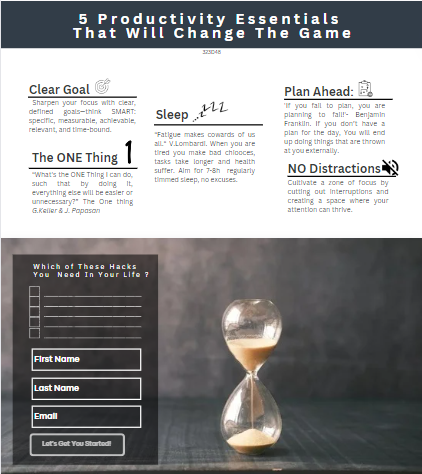 5 Productivity Essentials
That Will Change The Game
323D48
Clear Goal
Sharpen your focus with clear,
defined goals—think SMART:
specific, measurable, achievable,
relevant, and time-bound.
The ONE Thing 1
"What's the ONE Thing I can do,
such that by doing it,
everything else will be easier or
unnecessary?" The One thing
G.Keller & J. Papasan
Sleep zzz
"Fatigue makes cowards of us
all." V.Lombardi. When you are
tired you make bad chioces,
tasks take longer and health
suffer. Aim for 7-8h regularly
timmed sleep, no excuses.
Plan Ahead:
'If you fail to plan, you are
planning to fail!'- Benjamin
Franklin. If you don't have a
plan for the day, You will end
up doing things that are thrown
at you externally.
NO Distractions
Cultivate a zone of focus by
cutting out interruptions and
creating a space where your
attention can thrive.
Which of These Hacks
You Need In Your Life ?
First Name
Last Name
Email
Let's Get You Started!